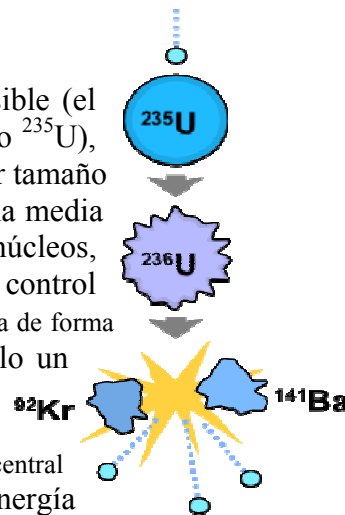 ible (el
o ²³⁵U),
r tamaño
a media
núcleos,
control
a de forma
lo un
central
nergía
²³⁵U
²³⁶U
⁹²Kr
¹⁴¹Ba